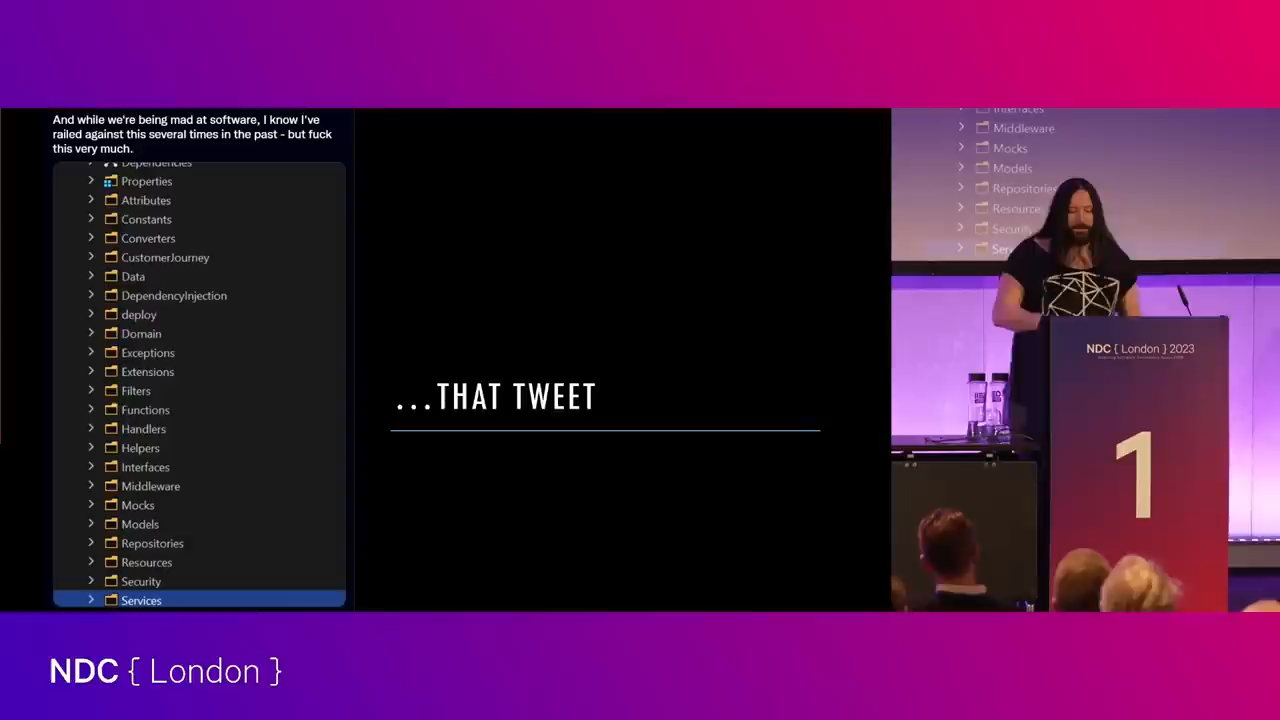 And while we're being mad at software, I know I've
railed against this several times in the past - but fuck
this very much.
Dependencies
Properties
Attributes
Constants
Converters
CustomerJourney
Data
DependencyInjection
deploy
Domain
Exceptions
Extensions
Filters
Functions
Handlers
Helpers
Interfaces
Middleware
Mocks
Models
Repositories
Resources
Security
Services
...THAT TWEET
Interfaces
Middleware
Mocks
Models
Repositories
Resource
Security
Ser
NDC { London } 2023
1
NDC { London }